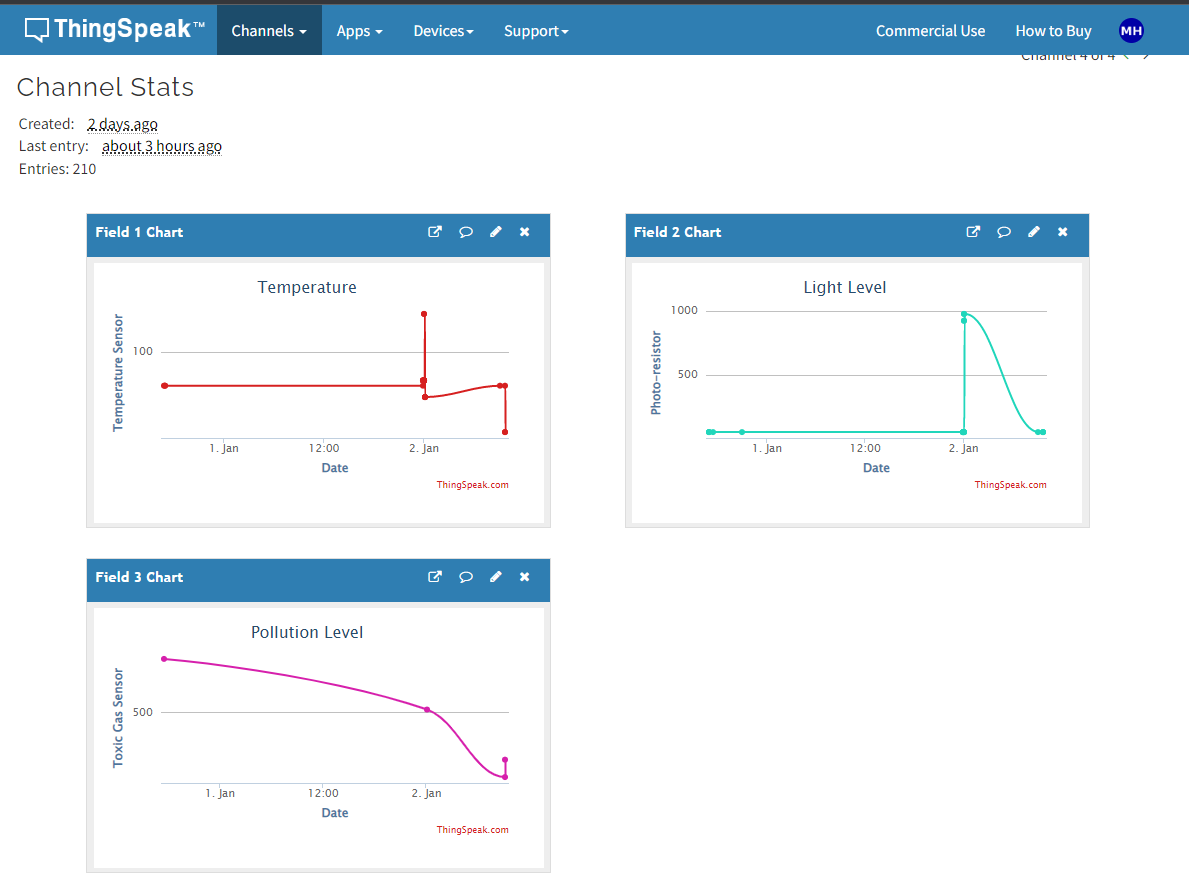 ThingSpeak™ Channels Apps Devices Support Commercial Use How to Buy MH
Channel 4 of 4
Channel Stats
Created: 2 days ago
Last entry: about 3 hours ago
Entries: 210
Field 1 Chart
Temperature
Temperature Sensor
100
1. Jan 12:00 2. Jan
Date
ThingSpeak.com
Field 2 Chart
Light Level
Photo-resistor
1000
500
1. Jan 12:00 2. Jan
Date
ThingSpeak.com
Field 3 Chart
Pollution Level
Toxic Gas Sensor
500
1. Jan 12:00 2. Jan
Date
ThingSpeak.com